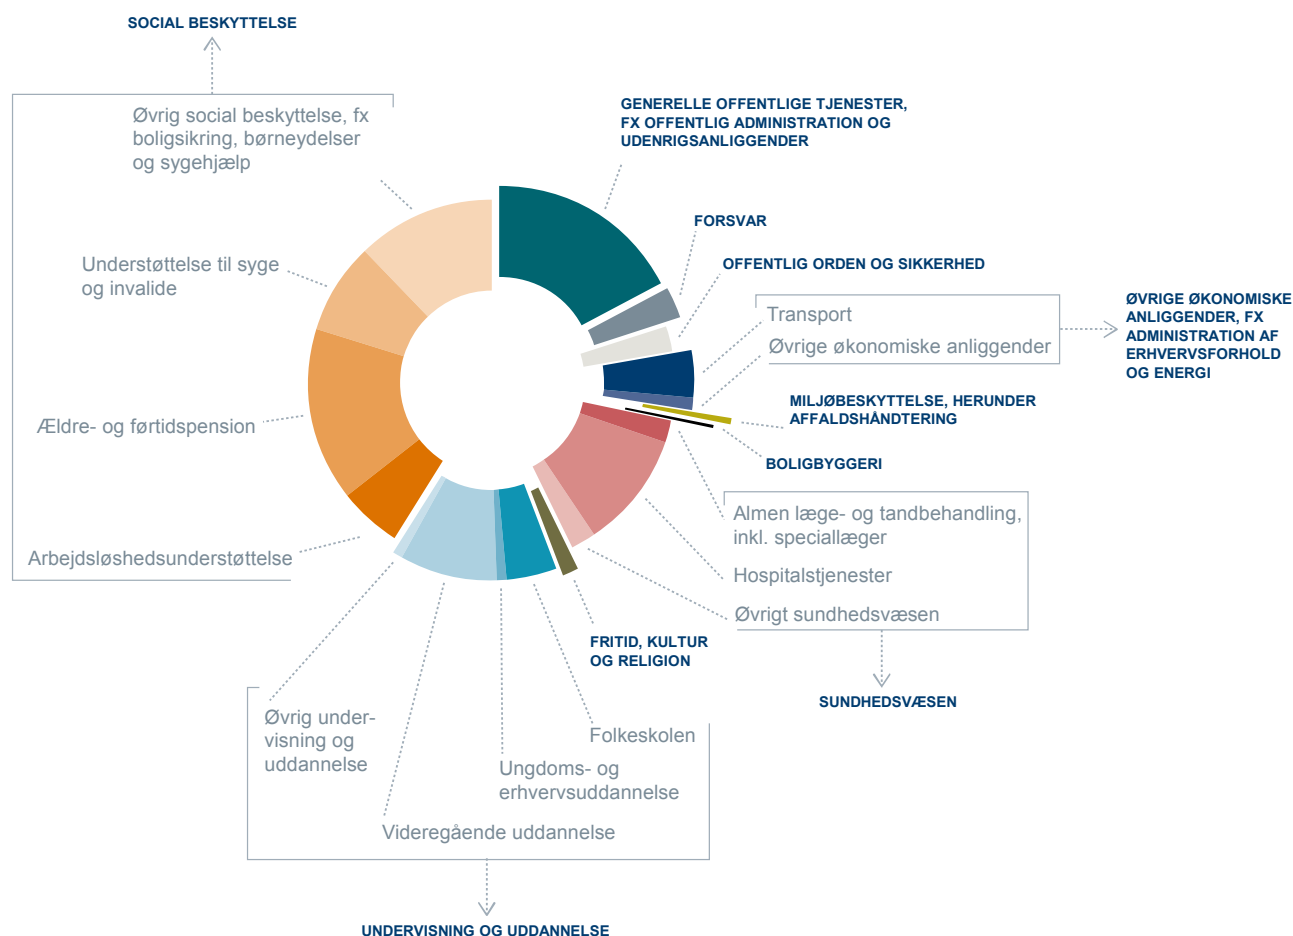 SOCIAL BESKYTTELSE
Øvrig social beskyttelse, fx
boligsikring, børneydelser
og sygehjælp
Understøttelse til syge
og invalide
Ældre- og førtidspension
Arbejdsløshedsunderstøttelse
GENERELLE OFFENTLIGE TJENESTER,
FX OFFENTLIG ADMINISTRATION OG
UDENRIGSANLIGGENDER
FORSVAR
OFFENTLIG ORDEN OG SIKKERHED
Transport
Øvrige økonomiske anliggender
ØVRIGE ØKONOMISKE
ANLIGGENDER, FX
ADMINISTRATION AF
ERHVERVSFORHOLD
OG ENERGI
MILJØBESKYTTELSE, HERUNDER
AFFALDSHÅNDTERING
BOLIGBYGGERI
Almen læge- og tandbehandling,
inkl. speciallæger
Hospitalstjenester
Øvrigt sundhedsvæsen
SUNDHEDSVÆSEN
FRITID, KULTUR
OG RELIGION
Folkeskolen
Ungdoms- og
erhvervsuddannelse
Videregående uddannelse
Øvrig under-
visning og
uddannelse
UNDERVISNING OG UDDANNELSE